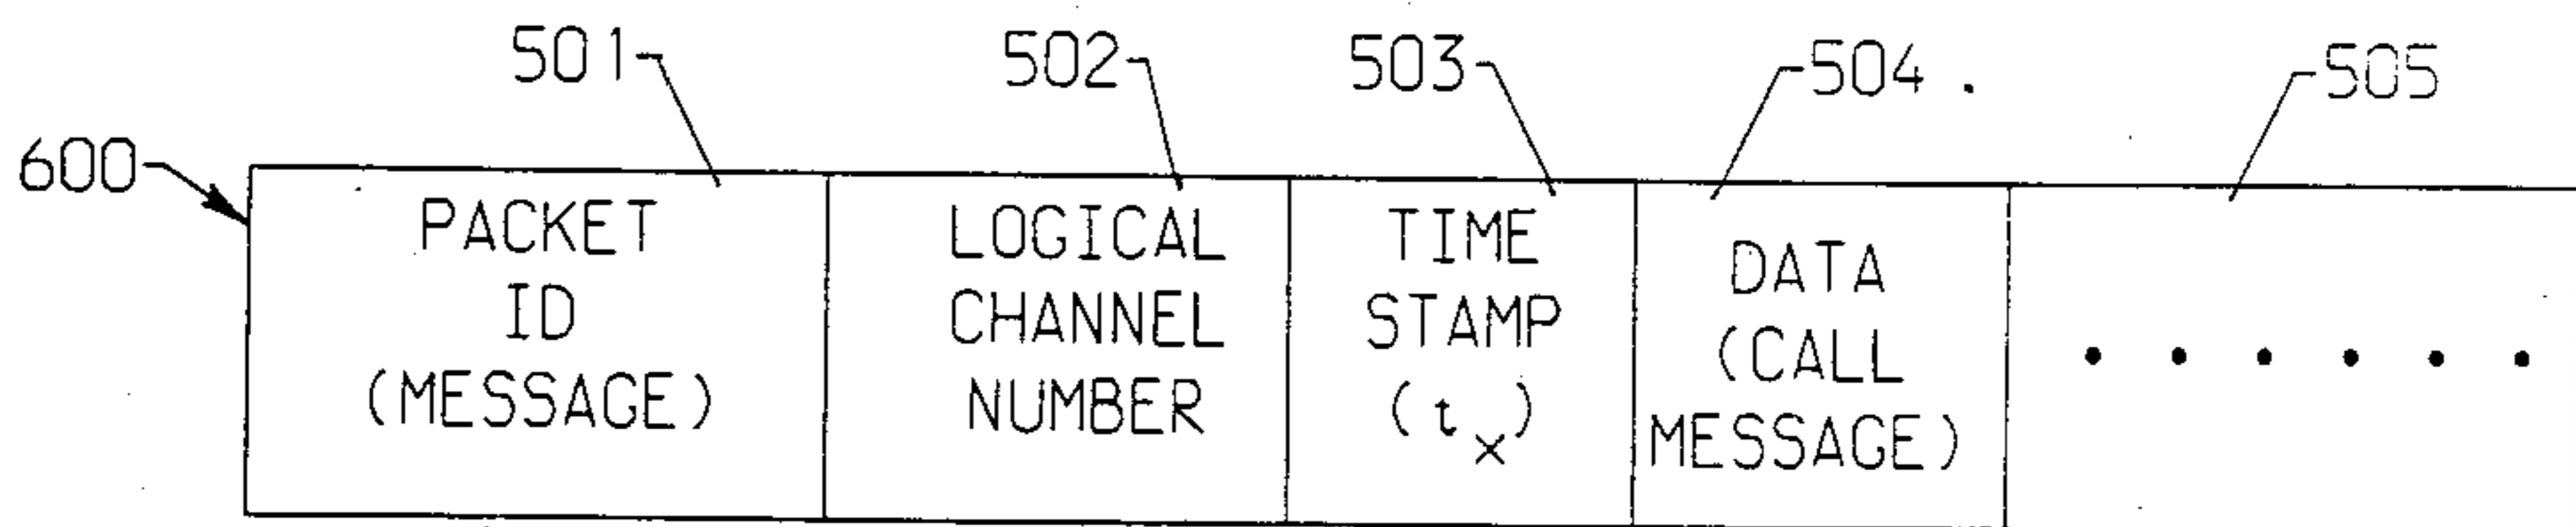 501
502
503
504
505
600
PACKET
ID
(MESSAGE)
LOGICAL
CHANNEL
NUMBER
TIME
STAMP
(tx)
DATA
(CALL
MESSAGE)
• • • • • •